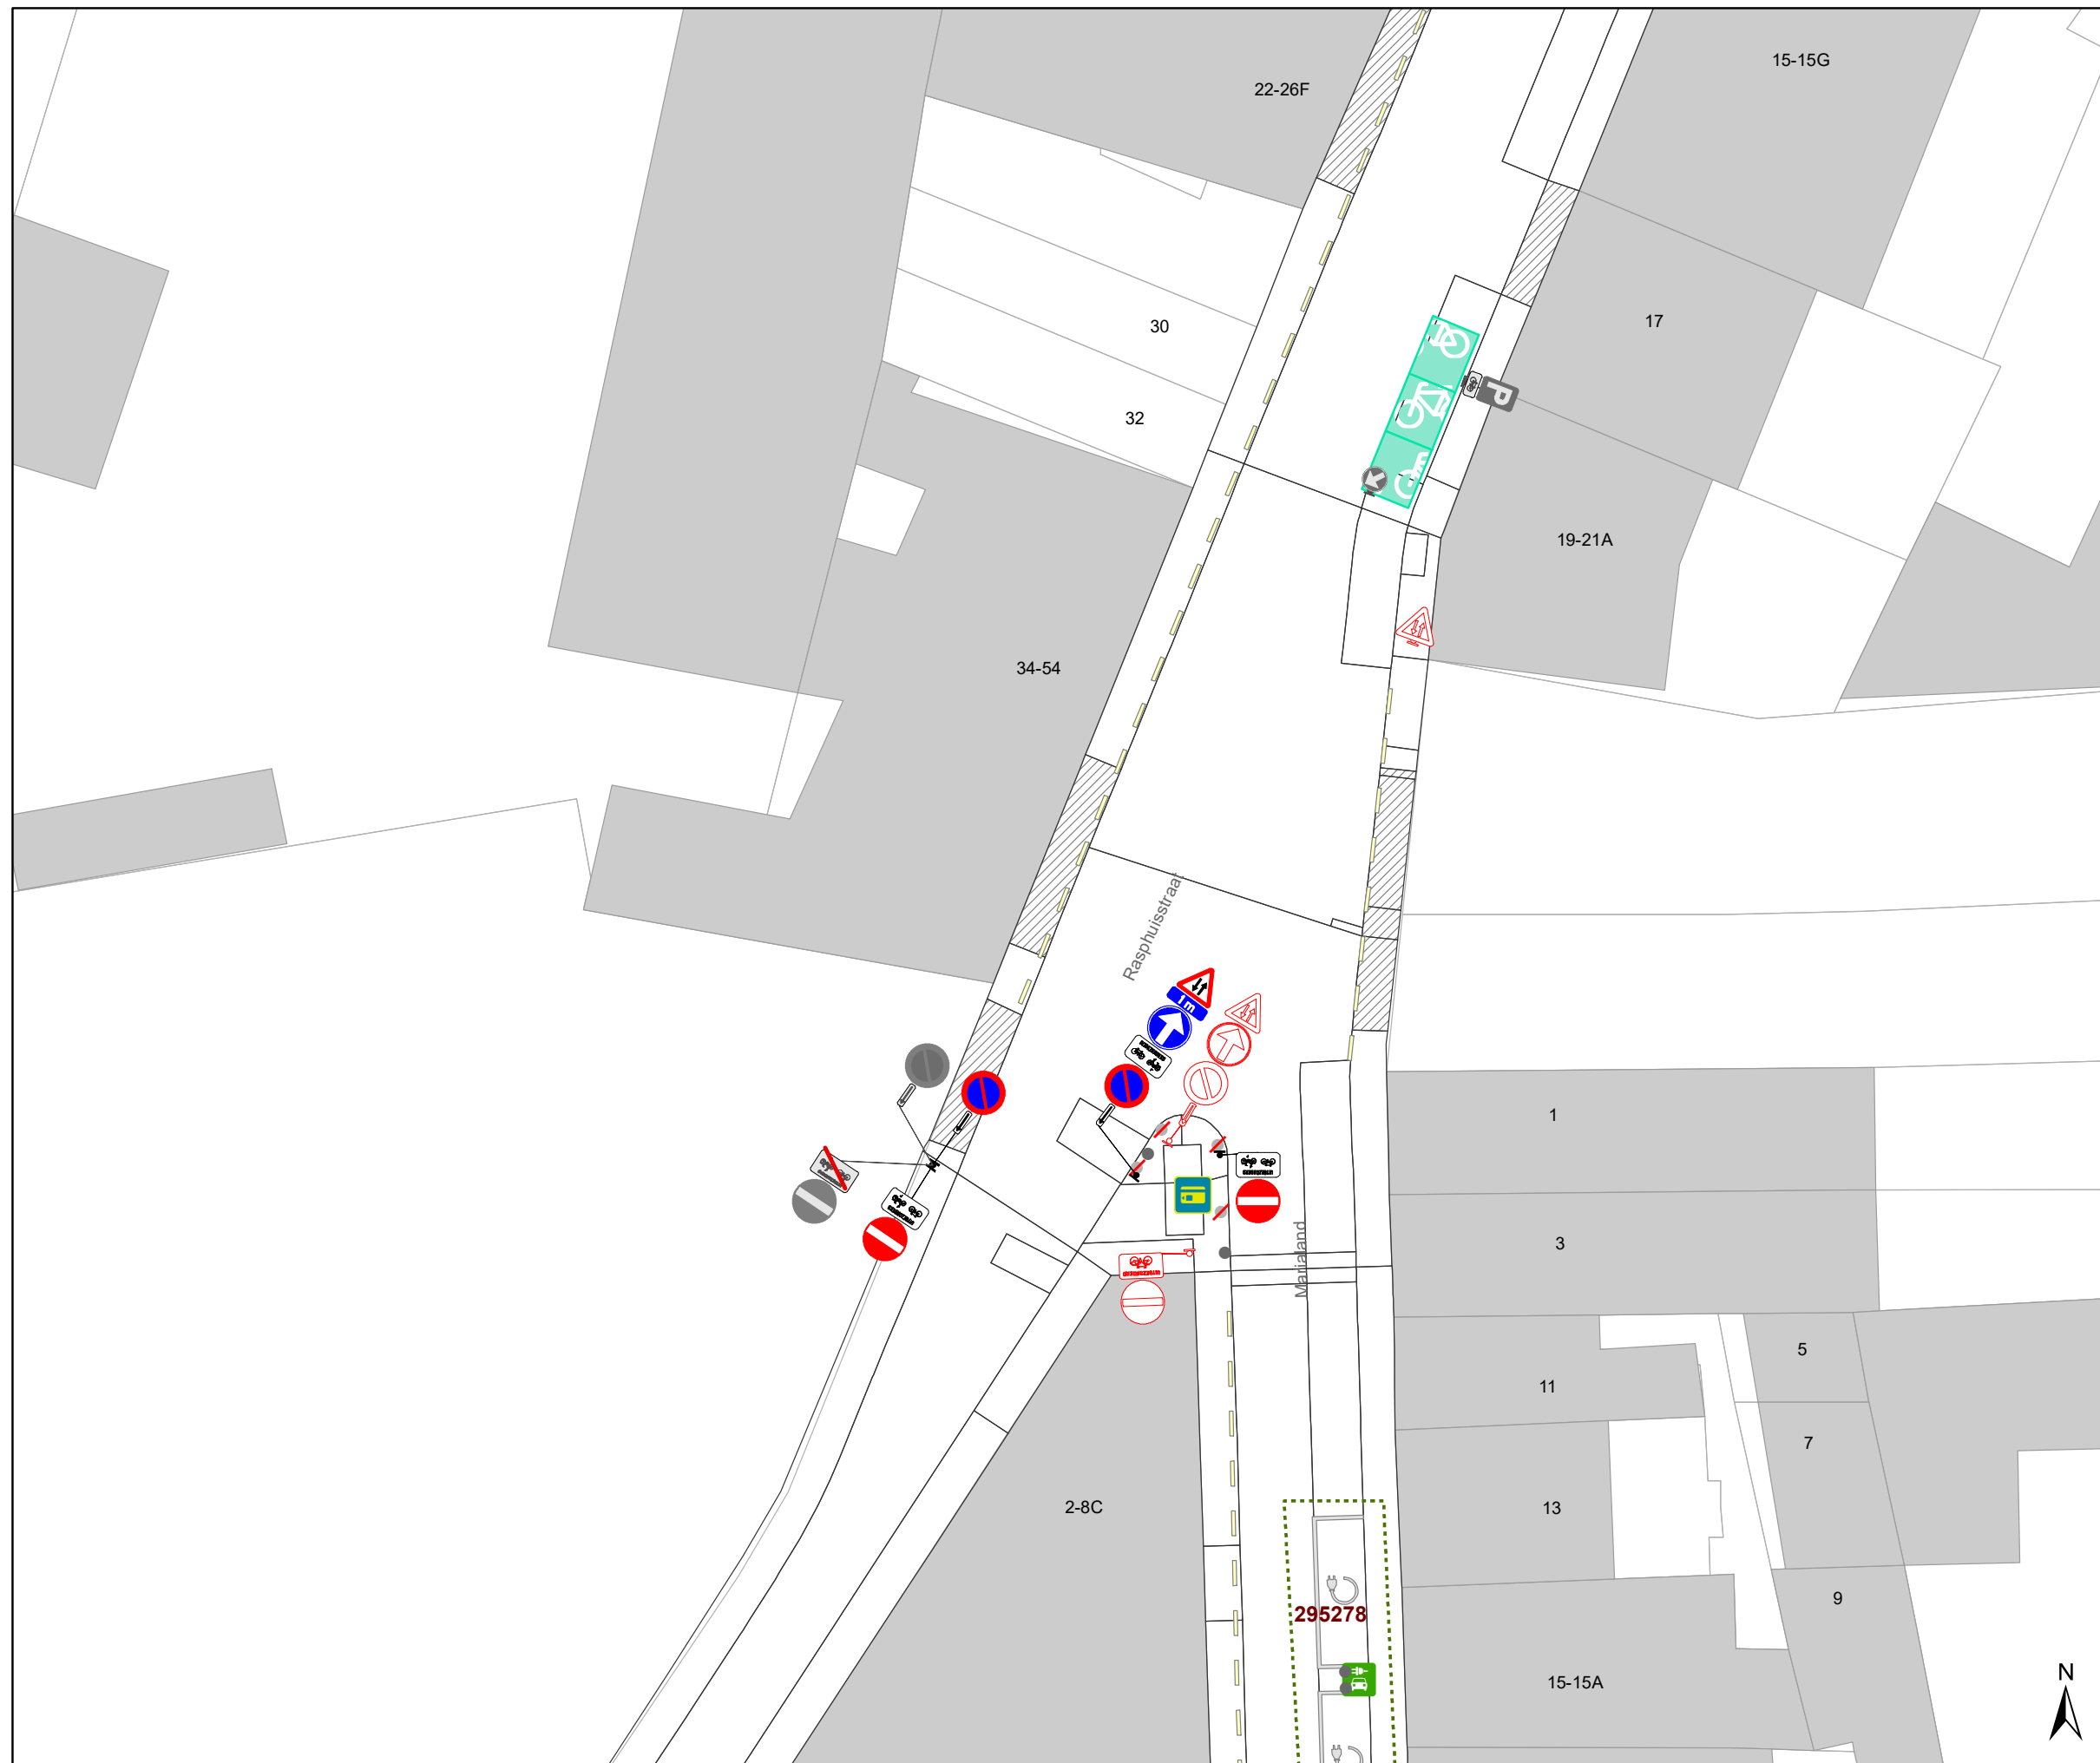 15-15G
22-26F
17
30
P
32
19-21A
34-54
Rasphuisstraat
1m
1
Marialand
3
5
11
7
2-8C
13
9
295278
15-15A
N